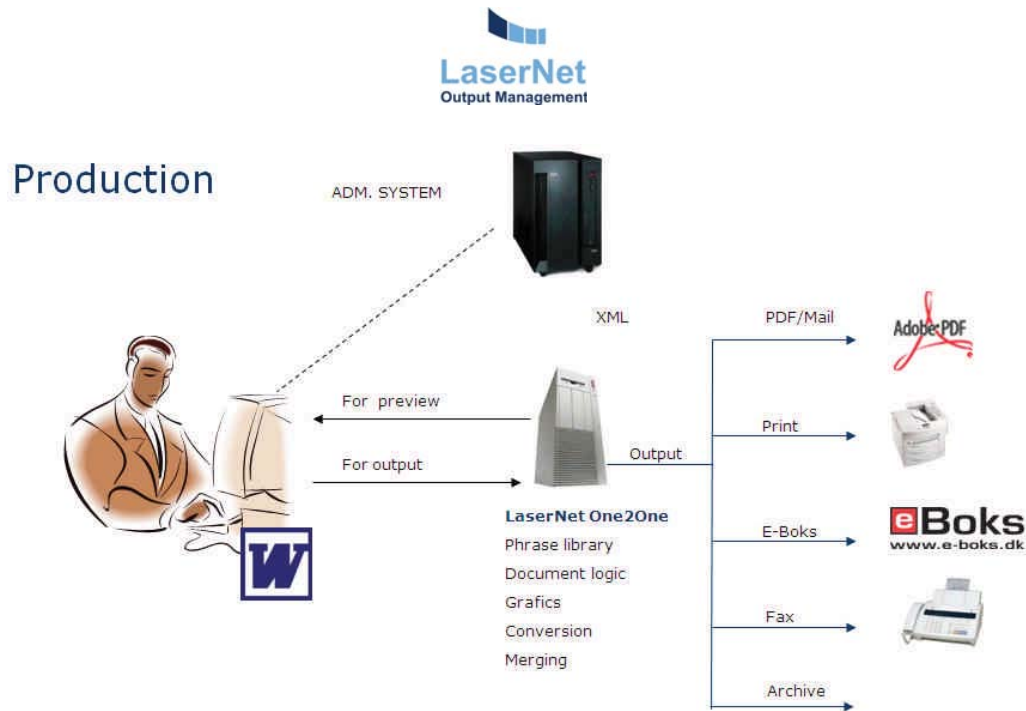 LaserNet
Output Management
Production
ADM. SYSTEM
XML
PDF/Mail
Adobe PDF
For preview
Print
For output
Output
LaserNet One2One
Phrase library
Document logic
Grafics
Conversion
Merging
W
E-Boks
eBoks
www.e-boks.dk
Fax
Archive